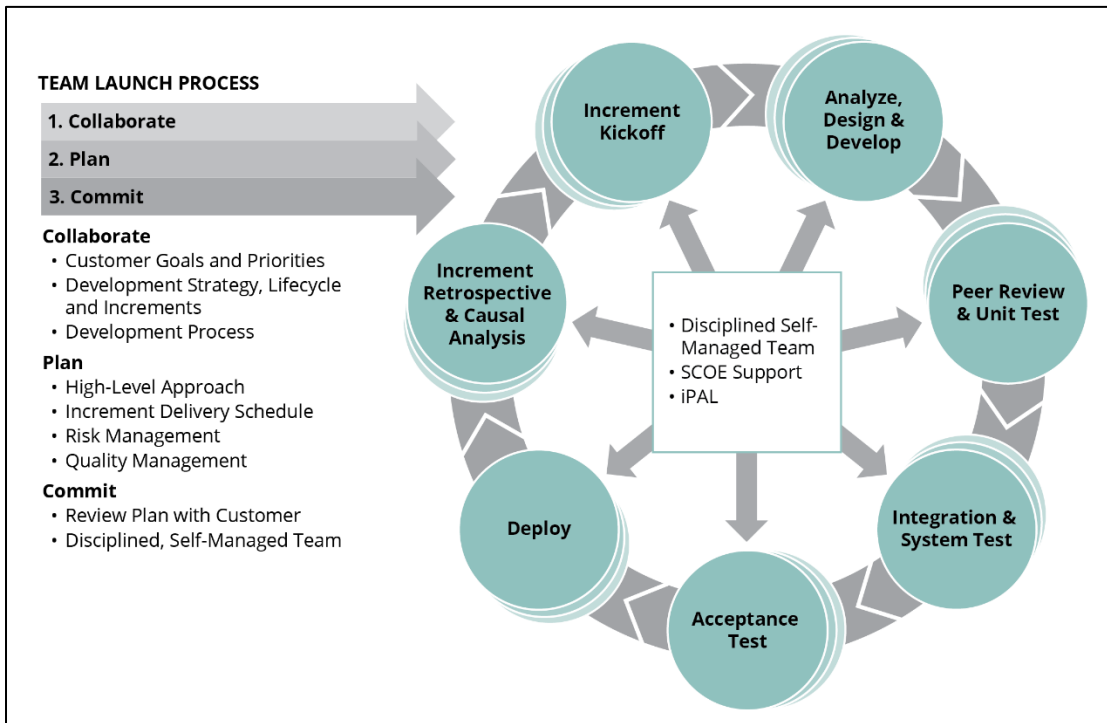 TEAM LAUNCH PROCESS
1. Collaborate
2. Plan
3. Commit
Collaborate
• Customer Goals and Priorities
• Development Strategy, Lifecycle
and Increments
• Development Process
Plan
• High-Level Approach
• Increment Delivery Schedule
• Risk Management
• Quality Management
Commit
• Review Plan with Customer
• Disciplined, Self-Managed Team
Increment
Kickoff
Analyze,
Design &
Develop
Peer Review
& Unit Test
Integration &
System Test
Acceptance
Test
Deploy
Increment
Retrospective
& Causal
Analysis
• Disciplined Self-
Managed Team
• SCOE Support
• iPAL